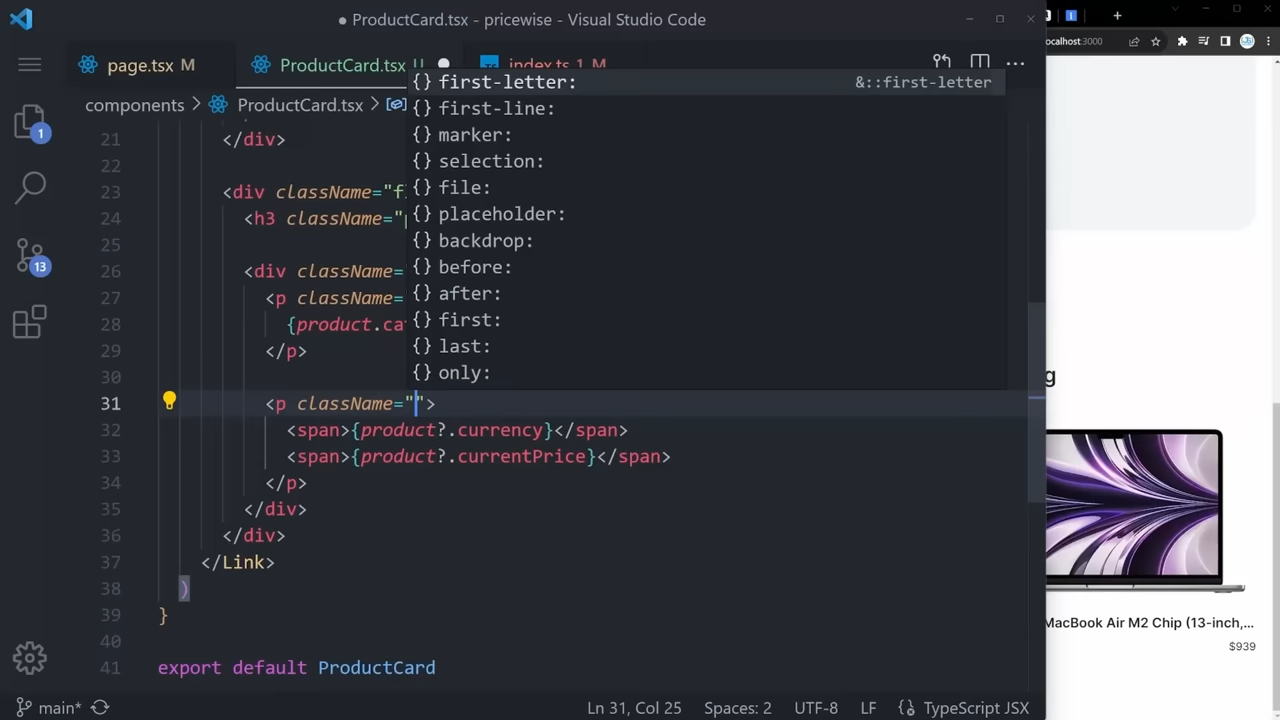 ProductCard.tsx - pricewise - Visual Studio Code
page.tsx M
ProductCard.tsx U
index.ts 1, M
localhost:3000
components > ProductCard.tsx >
{} first-letter: &::first-letter
{} first-line:
{} marker:
{} selection:
{} file:
{} placeholder:
{} backdrop:
{} before:
{} after:
{} first:
{} last:
{} only:
21 </div>
22
23 <div className="fl
24 <h3 className="p
25
26 <div className=
27 <p className=
28 {product.cat
29 </p>
30
31 <p className="">
32 <span>{product?.currency}</span>
33 <span>{product?.currentPrice}</span>
34 </p>
35 </div>
36 </div>
37 </Link>
38 )
39 }
40
41 export default ProductCard
1
13
g
MacBook Air M2 Chip (13-inch,...
$939
main*
Ln 31, Col 25
Spaces: 2
UTF-8
LF
{} TypeScript JSX